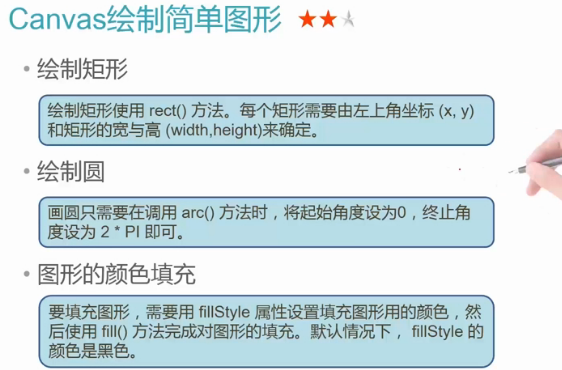 Canvas绘制简单图形
• 绘制矩形
绘制矩形使用 rect() 方法。每个矩形需要由左上角坐标 (x, y)
和矩形的宽与高 (width,height)来确定。
• 绘制圆
画圆只需要在调用 arc() 方法时，将起始角度设为0，终止角
度设为 2 * PI 即可。
• 图形的颜色填充
要填充图形，需要用 fillStyle 属性设置填充图形用的颜色，然
后使用 fill() 方法完成对图形的填充。默认情况下， fillStyle 的
颜色是黑色。